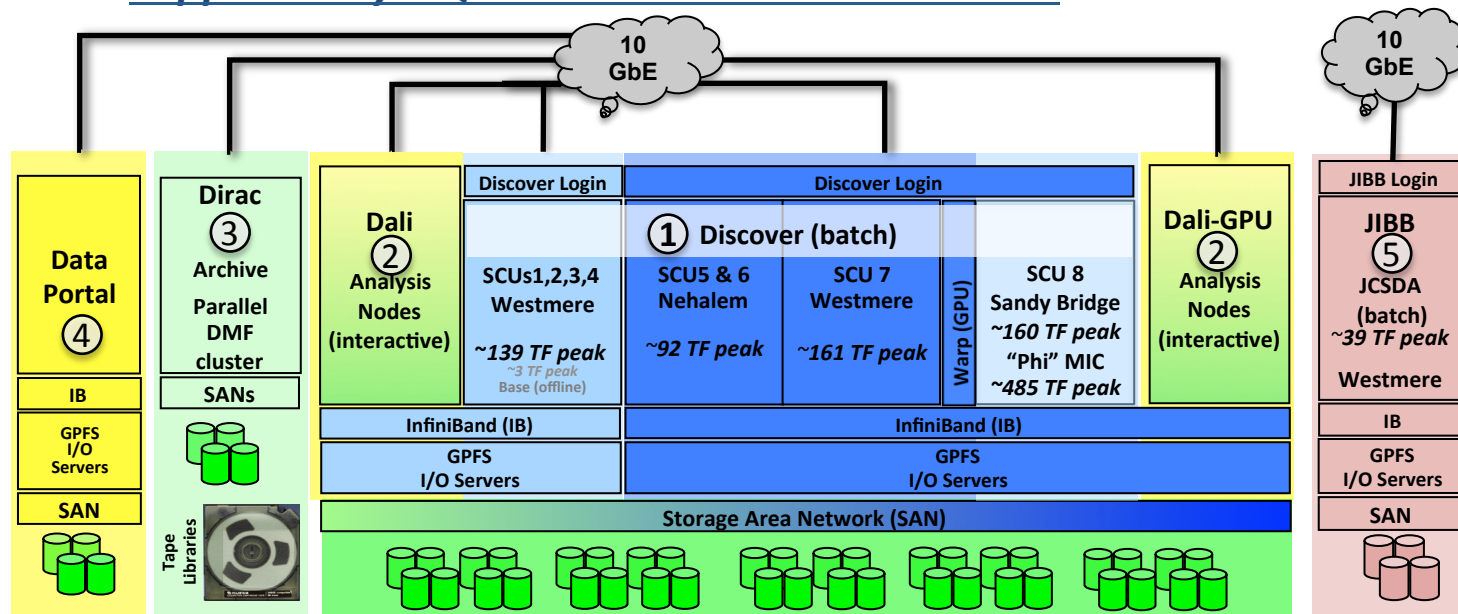 10
GbE
10
GbE
Data
Portal
4
IB
GPFS
I/O
Servers
SAN
Dirac
3
Archive
Parallel
DMF
cluster
SANs
Tape
Libraries
Dali
2
Analysis
Nodes
(interactive)
Discover Login
Discover Login
1 Discover (batch)
SCUs1,2,3,4
Westmere
~139 TF peak
~3 TF peak
Base (offline)
SCU5 & 6
Nehalem
~92 TF peak
SCU 7
Westmere
~161 TF peak
Warp (GPU)
SCU 8
Sandy Bridge
~160 TF peak
“Phi” MIC
~485 TF peak
Dali-GPU
2
Analysis
Nodes
(interactive)
InfiniBand (IB)
InfiniBand (IB)
GPFS
I/O Servers
GPFS
I/O Servers
Storage Area Network (SAN)
JIBB Login
JIBB
5
JCSDA
(batch)
~39 TF peak
Westmere
IB
GPFS
I/O Servers
SAN